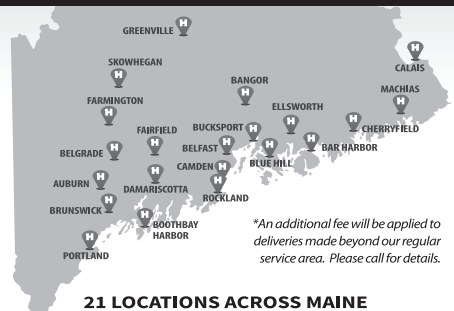 GREENVILLE
H
CALAIS
SKOWHEGAN
H
BANGOR
H
MACHIAS
H
FARMINGTON
H
ELLSWORTH
H
CHERRYFIELD
H
BUCKSPORT
H
FAIRFIELD
H
BAR HARBOR
H
BELFAST
H
BLUE HILL
H
BELGRADE
H
CAMDEN
H
DAMARISCOTTA
H
ROCKLAND
H
AUBURN
H
BRUNSWICK
H
BOOTHBAY
HARBOR
H
PORTLAND
H
H
*An additional fee will be applied to
deliveries made beyond our regular
service area. Please call for details.
21 LOCATIONS ACROSS MAINE